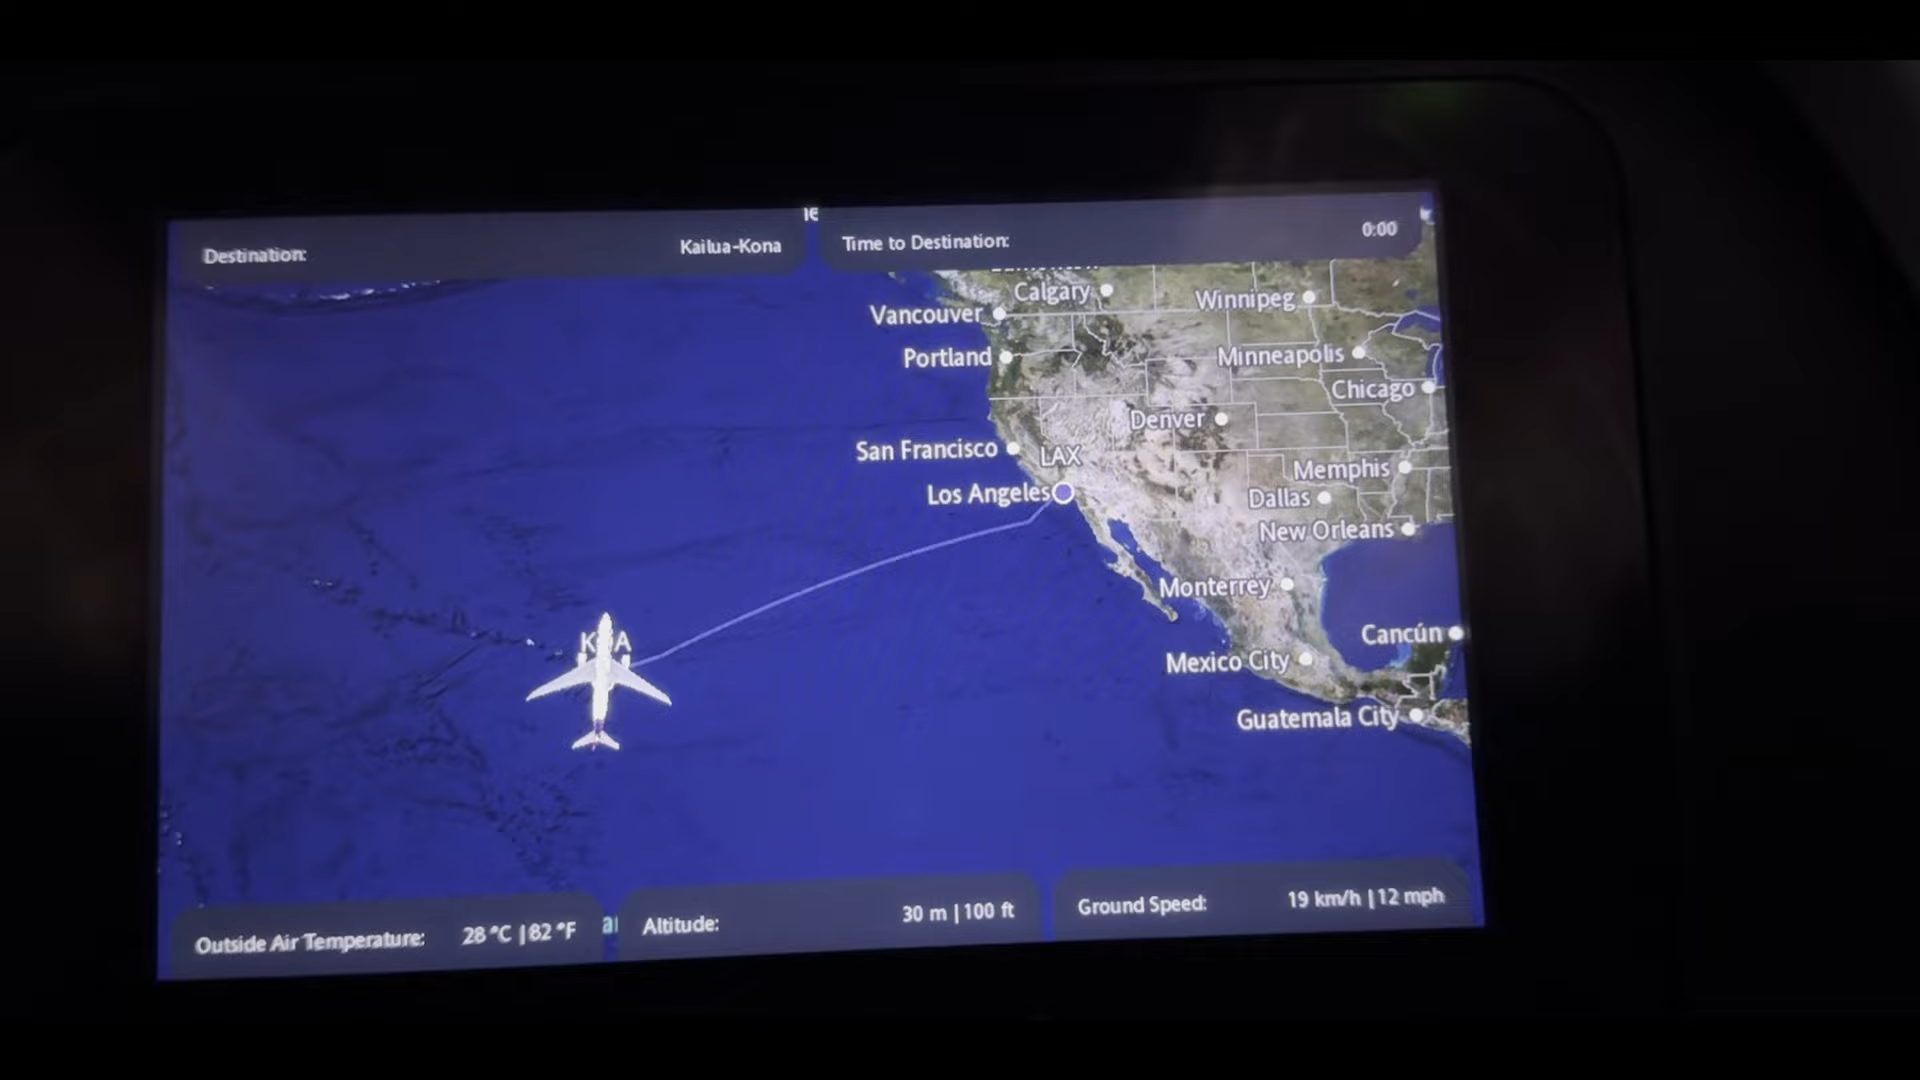 Destination: Kailua-Kona
Time to Destination: 0:00
Calgary
Winnipeg
Vancouver
Portland
Minneapolis
Chicago
Denver
San Francisco
LAX
Memphis
Los Angeles
Dallas
New Orleans
Monterrey
Cancún
Mexico City
Guatemala City
Outside Air Temperature: 28 °C | 82 °F
Altitude: 30 m | 100 ft
Ground Speed: 19 km/h | 12 mph